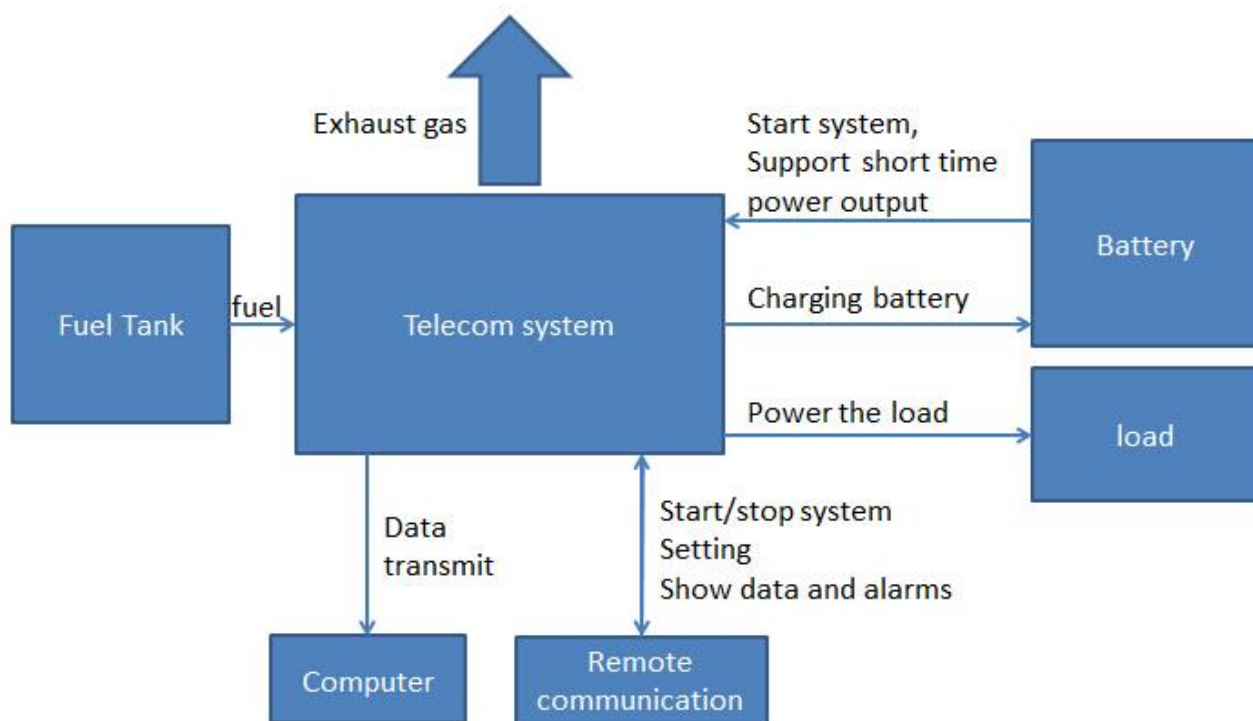 Exhaust gas
Start system,
Support short time
power output
Battery
Fuel Tank
fuel
Telecom system
Charging battery
Power the load
load
Data
transmit
Start/stop system
Setting
Show data and alarms
Computer
Remote
communication